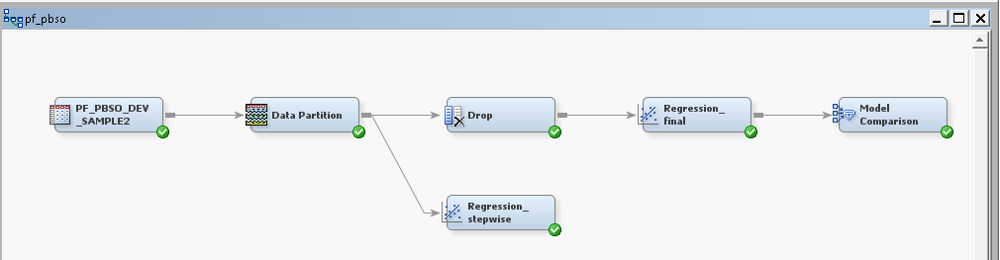 pf_pbso
PF_PBSO_DEV
_SAMPLE2
Data Partition
Drop
Regression_
final
Model
Comparison
Regression_
stepwise